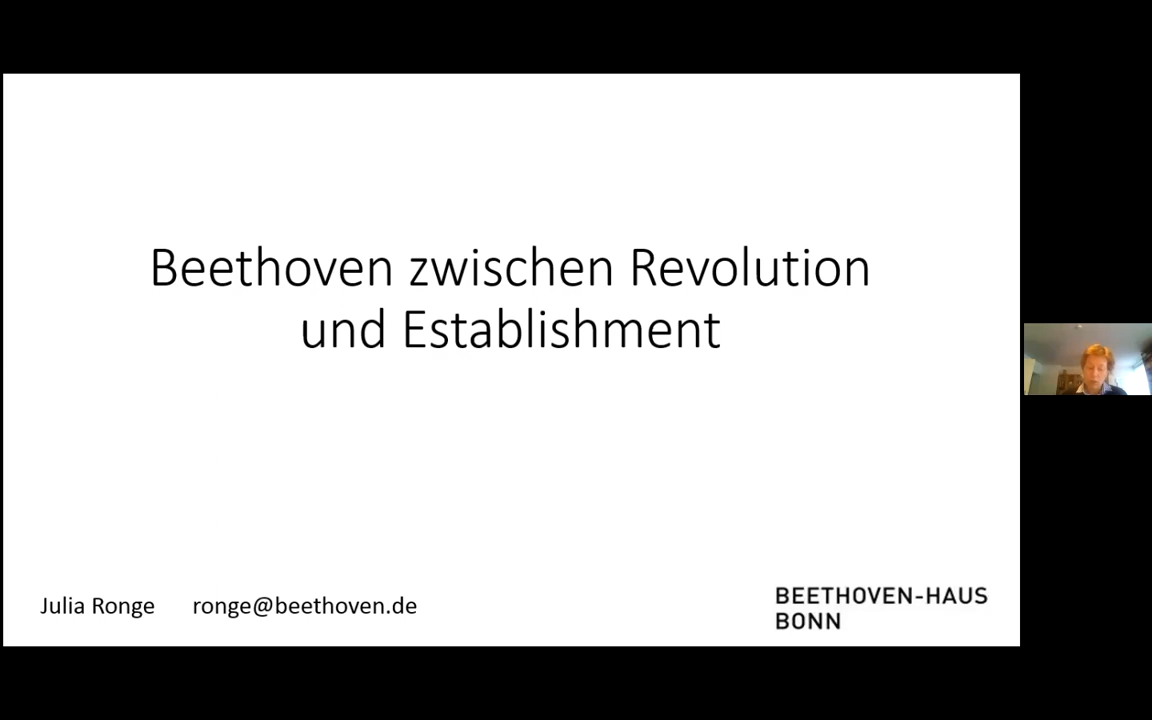 Beethoven zwischen Revolution
und Establishment
Julia Ronge ronge@beethoven.de
BEETHOVEN-HAUS
BONN